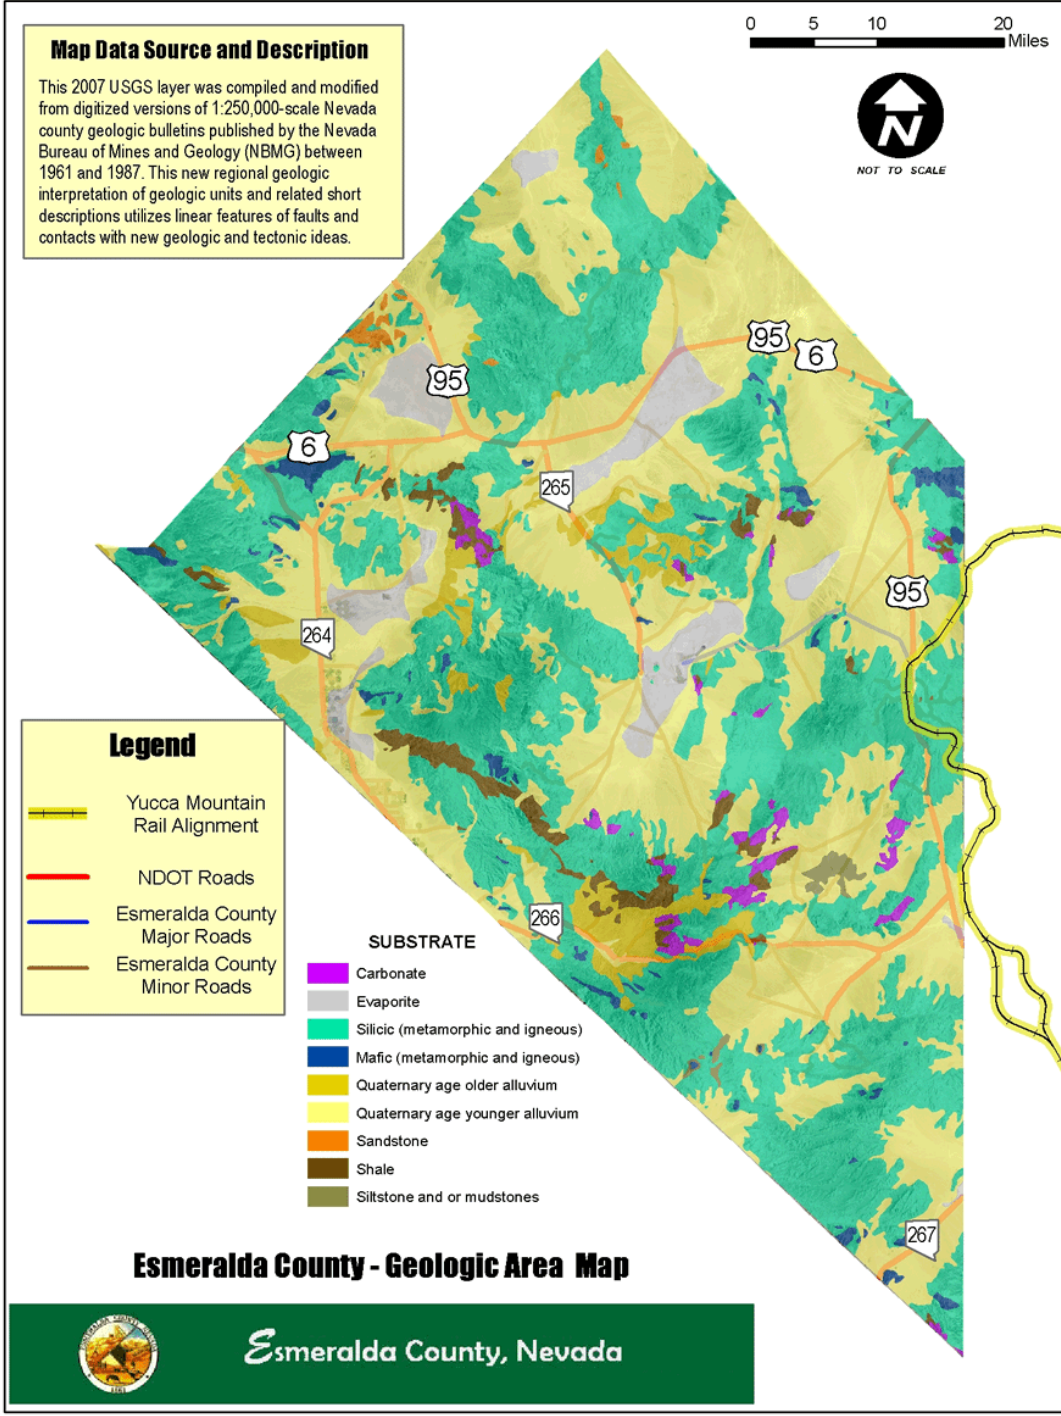 Map Data Source and Description
This 2007 USGS layer was compiled and modified
from digitized versions of 1:250,000-scale Nevada
county geologic bulletins published by the Nevada
Bureau of Mines and Geology (NBMG) between
1961 and 1987. This new regional geologic
interpretation of geologic units and related short
descriptions utilizes linear features of faults and
contacts with new geologic and tectonic ideas.
0 5 10 20
Miles
N
NOT TO SCALE
95
6
95
6
265
95
264
Legend
Yucca Mountain
Rail Alignment
NDOT Roads
Esmeralda County
Major Roads
Esmeralda County
Minor Roads
266
SUBSTRATE
Carbonate
Evaporite
Silicic (metamorphic and igneous)
Mafic (metamorphic and igneous)
Quaternary age older alluvium
Quaternary age younger alluvium
Sandstone
Shale
Siltstone and or mudstones
267
Esmeralda County - Geologic Area Map
Esmeralda County, Nevada